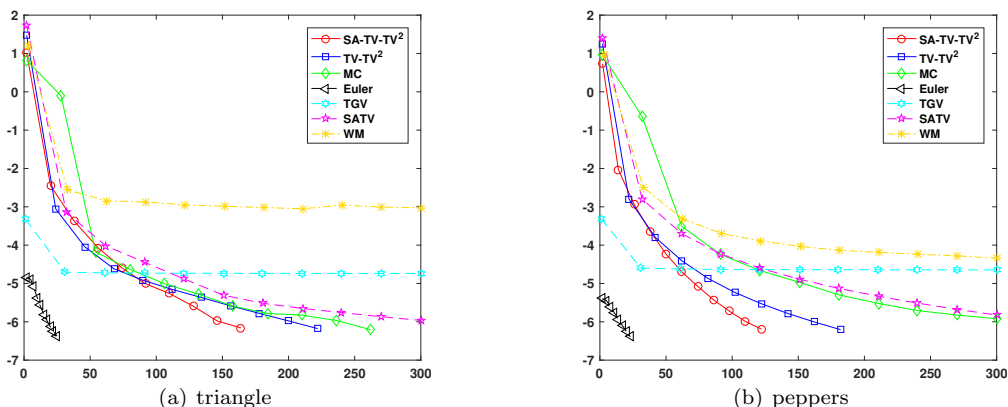 2
1
0
-1
-2
-3
-4
-5
-6
-7
0 50 100 150 200 250 300
SA-TV-TV²
TV-TV²
MC
Euler
TGV
SATV
WM
(a) triangle
2
1
0
-1
-2
-3
-4
-5
-6
-7
0 50 100 150 200 250 300
SA-TV-TV²
TV-TV²
MC
Euler
TGV
SATV
WM
(b) peppers